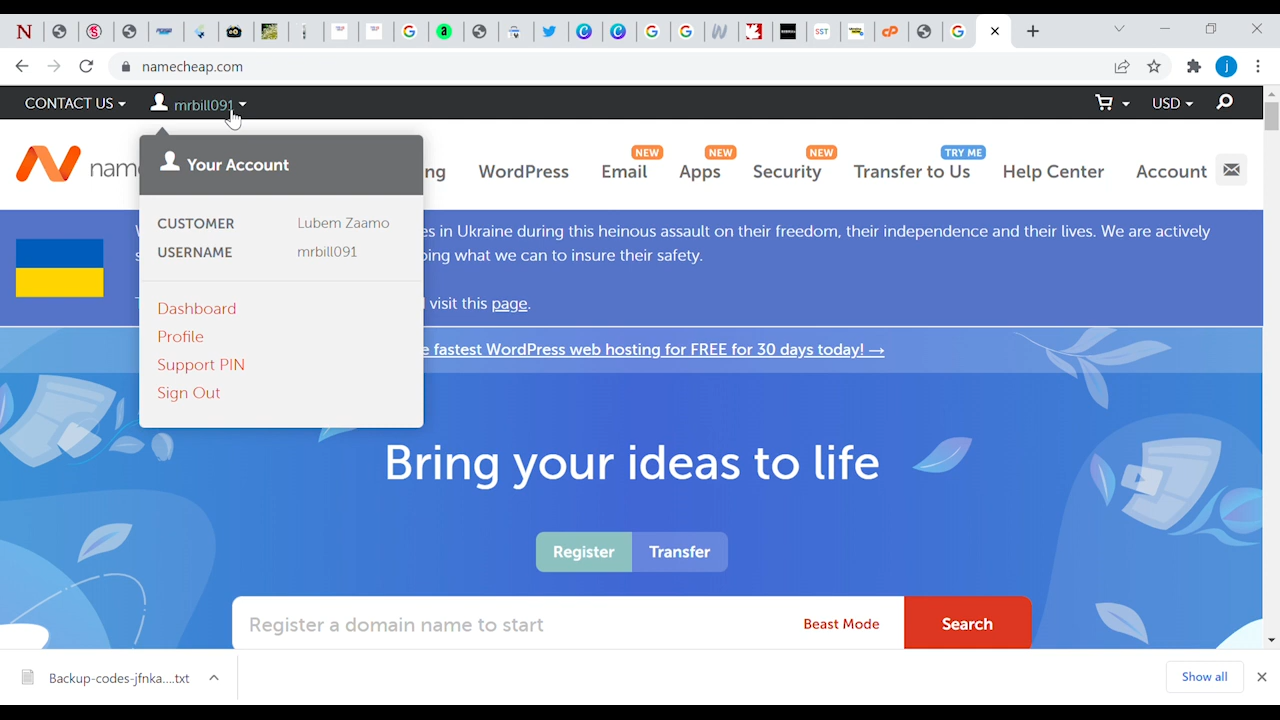 namecheap.com
CONTACT US
mrbill091
USD
Your Account
CUSTOMER Lubem Zaamo
USERNAME mrbill091
Dashboard
Profile
Support PIN
Sign Out
name
ng
WordPress
NEW
Email
NEW
Apps
NEW
Security
TRY ME
Transfer to Us
Help Center
Account
es in Ukraine during this heinous assault on their freedom, their independence and their lives. We are actively
oing what we can to insure their safety.
visit this page.
e fastest WordPress web hosting for FREE for 30 days today! →
Bring your ideas to life
Register Transfer
Register a domain name to start Beast Mode Search
Backup-codes-jfnka....txt
Show all